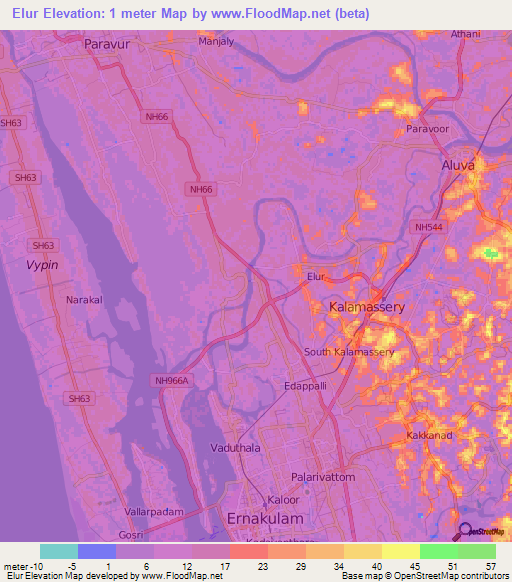 Elur Elevation: 1 meter Map by www.FloodMap.net (beta)
Athani
Paravur
Manjaly
SH63
NH66
Paravoor
Aluva
SH63
NH66
NH544
SH63
Vypin
Elur
Narakal
Kalamassery
South Kalamassery
NH966A
Edappalli
SH63
Kakkanad
Vaduthala
Palarivattom
Kaloor
Vallarpadam
Ernakulam
OpenStreetMap
Gosri
meter -10 -5 1 6 12 17 23 29 34 40 45 51 57
Elur Elevation Map developed by www.FloodMap.net
Base map © OpenStreetMap contributors